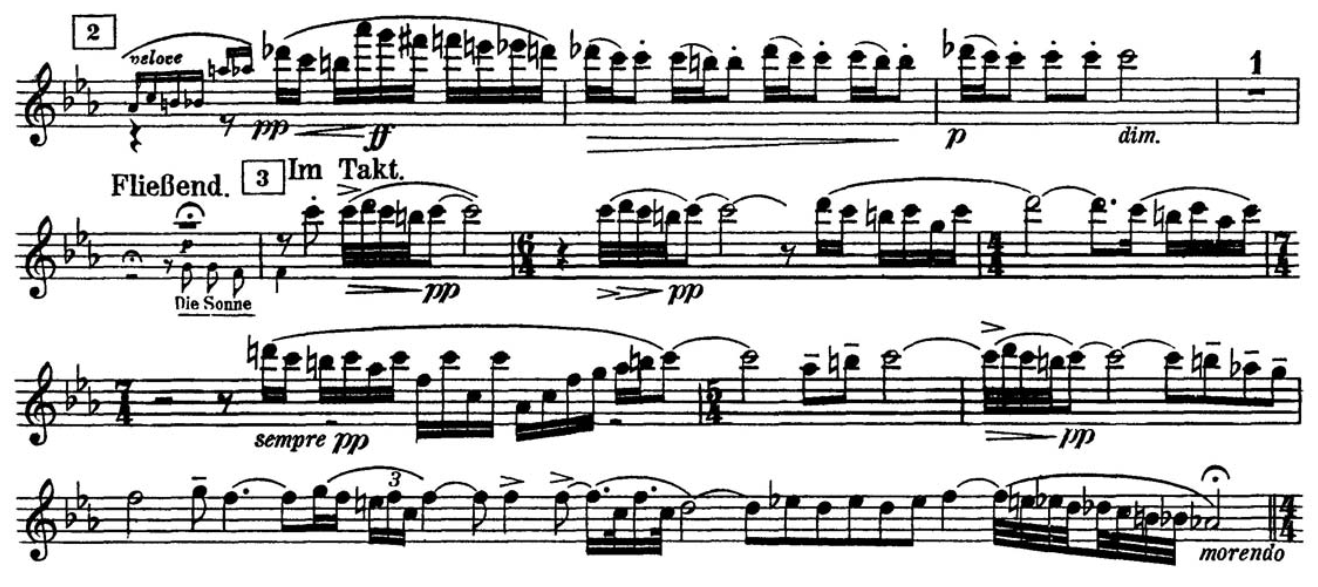 2
veloce
pp ff p dim. 1
Fließend. 3 Im Takt.
p
6 4 4 4 7 4
Die Sonne
pp pp
7 4 5 4
sempre pp pp
3
4 4
morendo